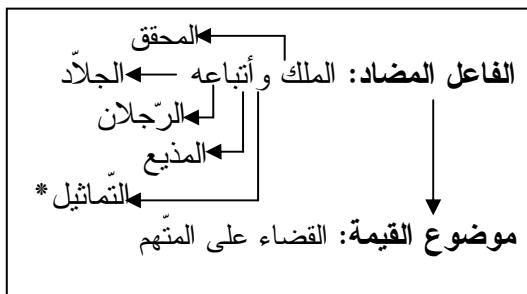 المحقق
الفاعل المضاد: الملك وأتباعه الجلاّد
الرّجلان
المذيع
التّماثيل*
موضوع القيمة: القضاء على المتّهم